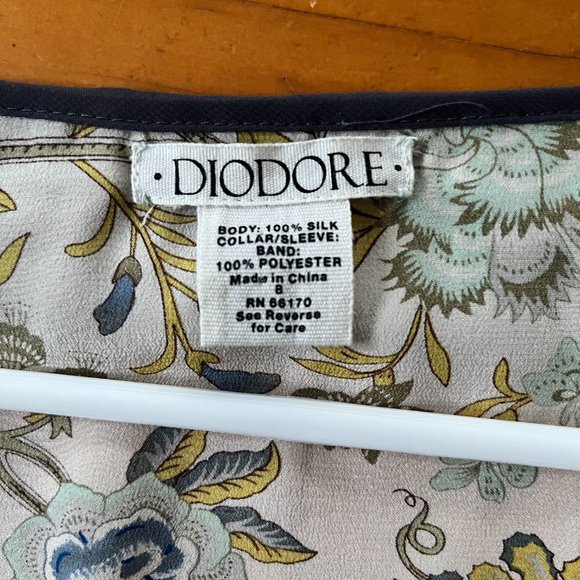 · DIODORE ·
BODY: 100% SILK
COLLAR/SLEEVE:
BAND:
100% POLYESTER
Made in China
8
RN 66170
See Reverse
for Care